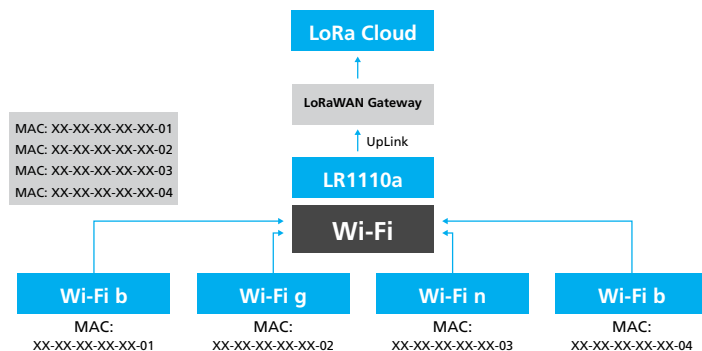 LoRa Cloud
LoRaWAN Gateway
MAC: XX-XX-XX-XX-XX-01
MAC: XX-XX-XX-XX-XX-02
MAC: XX-XX-XX-XX-XX-03
MAC: XX-XX-XX-XX-XX-04
UpLink
LR1110a
Wi-Fi
Wi-Fi b
Wi-Fi g
Wi-Fi n
Wi-Fi b
MAC:
XX-XX-XX-XX-XX-01
MAC:
XX-XX-XX-XX-XX-02
MAC:
XX-XX-XX-XX-XX-03
MAC:
XX-XX-XX-XX-XX-04